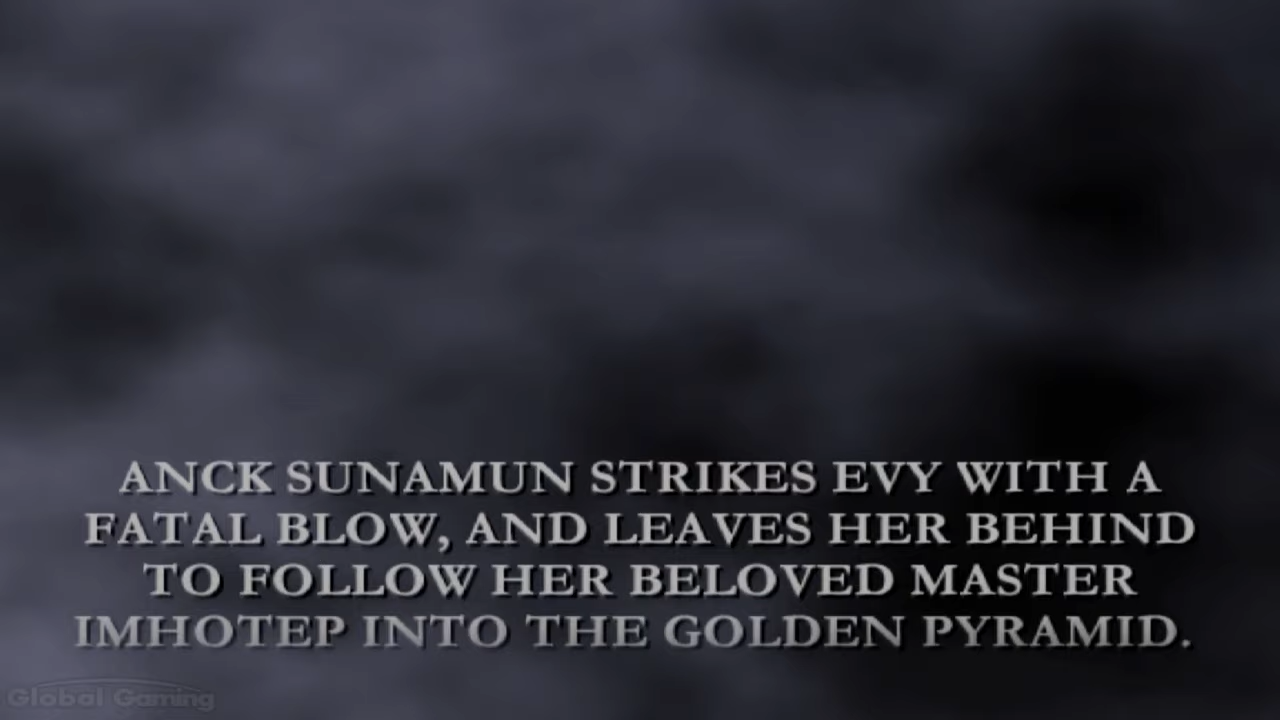 ANCK SUNAMUN STRIKES EVY WITH A
FATAL BLOW, AND LEAVES HER BEHIND
TO FOLLOW HER BELOVED MASTER
IMHOTEP INTO THE GOLDEN PYRAMID.
Global Gaming